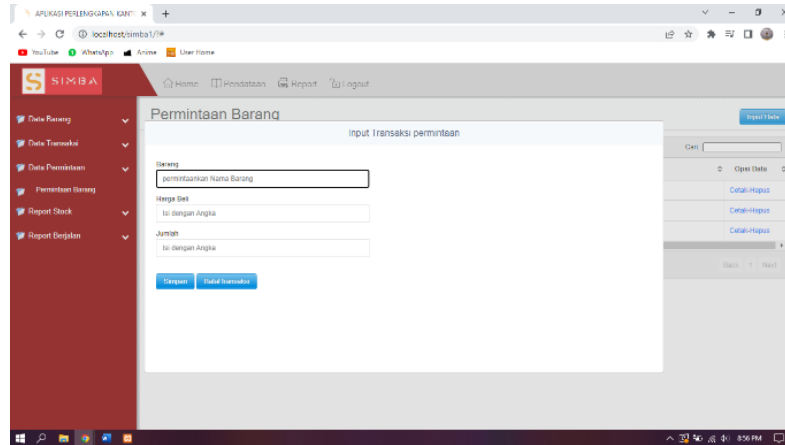 APLIKASI PERLENGKAPAN KANT
localhost/simba1/?#
YouTube WhatsApp Anime User Home
SIMBA
Home Pendataan Report Logout
Data Barang
Data Transaksi
Data Permintaan
Permintaan Barang
Report Stock
Report Berjalan
Permintaan Barang
Input Data
Input Transaksi permintaan
Cari
Barang
permintaankan Nama Barang
Harga Beli
Isi dengan Angka
Jumlah
Isi dengan Angka
Simpan Batal transaksi
Opsi Data
Cetak-Hapus
Cetak-Hapus
Cetak-Hapus
Back 1 Next
8:56 PM